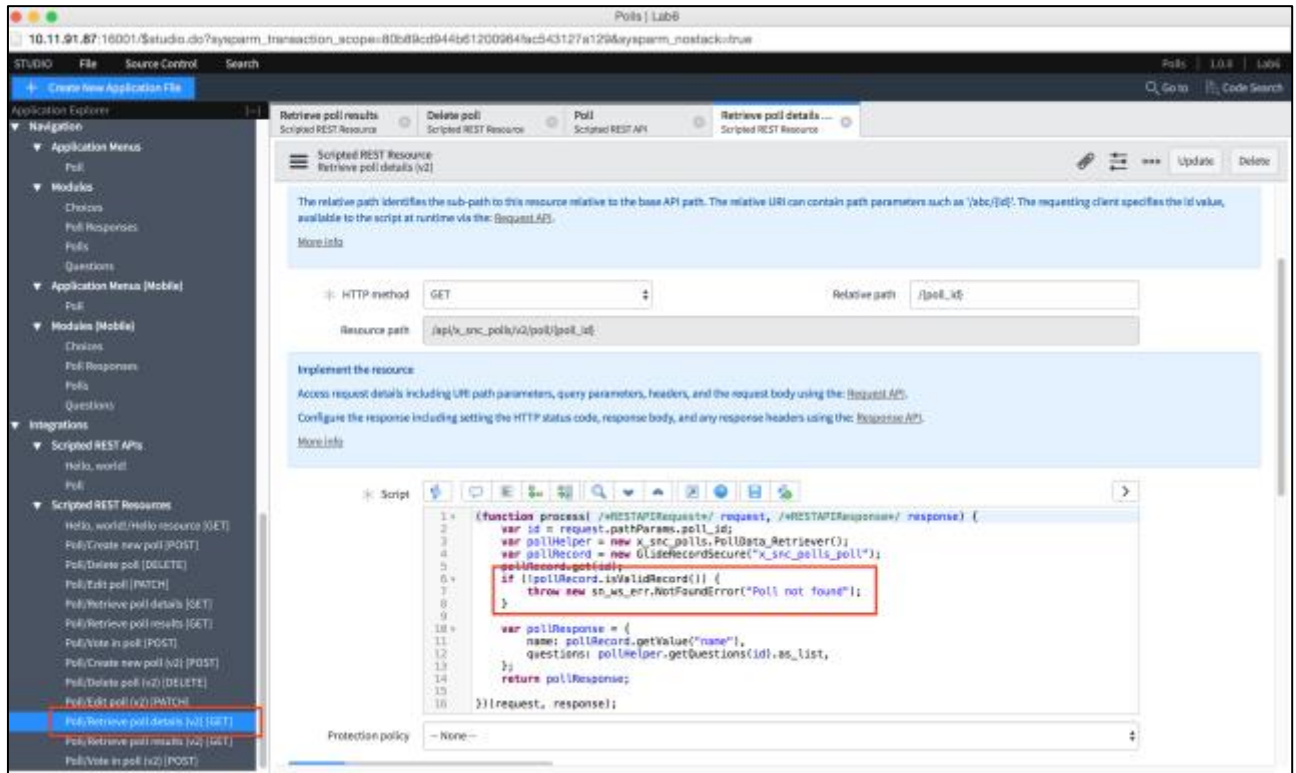 Polls | Lab6
10.11.91.87:16001/$studio.do?sysparm_transaction_scope=80b89cd944b61200964fac543127a129&sysparm_nostack=true
STUDIO File Source Control Search Polls | 1.0.0 | Lab6
+ Create New Application File Go to Code Search
Application Explorer
Navigation
Application Menus
Poll
Modules
Choices
Poll Responses
Polls
Questions
Application Menus (Mobile)
Poll
Modules (Mobile)
Choices
Poll Responses
Polls
Questions
Integrations
Scripted REST APIs
Hello, world!
Poll
Scripted REST Resources
Hello, world!/Hello resource [GET]
Poll/Create new poll [POST]
Poll/Delete poll [DELETE]
Poll/Edit poll [PATCH]
Poll/Retrieve poll details [GET]
Poll/Retrieve poll results [GET]
Poll/Vote in poll [POST]
Poll/Create new poll (v2) [POST]
Poll/Delete poll (v2) [DELETE]
Poll/Edit poll (v2) [PATCH]
Poll/Retrieve poll details (v2) [GET]
Poll/Retrieve poll results (v2) [GET]
Poll/Vote in poll (v2) [POST]
Retrieve poll results Delete poll Poll Retrieve poll details ...
Scripted REST Resource Scripted REST Resource Scripted REST API Scripted REST Resource
Scripted REST Resource
Retrieve poll details (v2)
Update Delete
The relative path identifies the sub-path to this resource relative to the base API path. The relative URI can contain path parameters such as '/abc/{id}'. The requesting client specifies the id value,
available to the script at runtime via the: Request API.
More info
HTTP method GET Relative path /{poll_id}
Resource path /api/x_snc_polls/v2/poll/{poll_id}
Implement the resource
Access request details including URI path parameters, query parameters, headers, and the request body using the: Request API.
Configure the response including setting the HTTP status code, response body, and any response headers using the: Response API.
More info
Script
1 (function process( /*RESTAPIRequest*/ request, /*RESTAPIResponse*/ response) {
2 var id = request.pathParams.poll_id;
3 var pollHelper = new x_snc_polls.PollData_Retriever();
4 var pollRecord = new GlideRecordSecure("x_snc_polls_poll");
5 pollRecord.get(id);
6 if (!pollRecord.isValidRecord()) {
7 throw new sn_ws_err.NotFoundError("Poll not found");
8 }
9
10 var pollResponse = {
11 name: pollRecord.getValue("name"),
12 questions: pollHelper.getQuestions(id).as_list,
13 };
14 return pollResponse;
15
16 })(request, response);
Protection policy -- None --